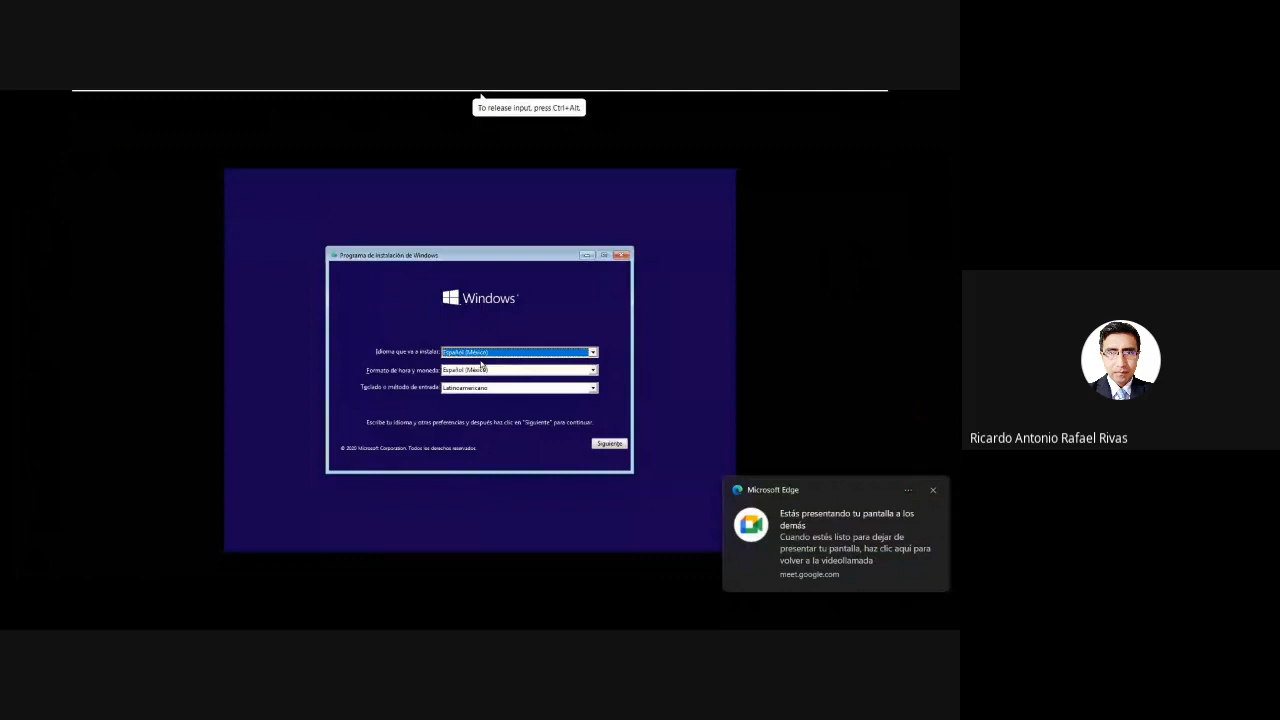 To release input, press Ctrl+Alt.
Programa de instalación de Windows
Windows
Idioma que va a instalar: Español (México)
Formato de hora y moneda: Español (México)
Teclado o método de entrada: Latinoamericano
Escribe tu idioma y otras preferencias y después haz clic en "Siguiente" para continuar.
© 2020 Microsoft Corporation. Todos los derechos reservados.
Siguiente
Ricardo Antonio Rafael Rivas
Microsoft Edge
Estás presentando tu pantalla a los
demás
Cuando estés listo para dejar de
presentar tu pantalla, haz clic aquí para
volver a la videollamada
meet.google.com